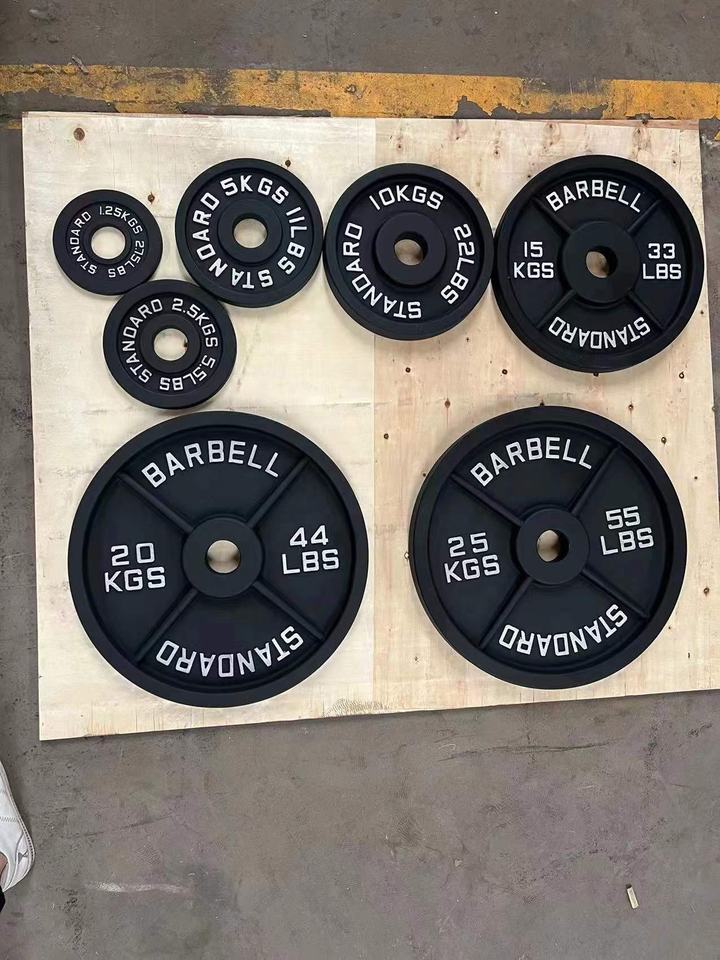 STANDARD 1.25KGS 2.75LBS
STANDARD 5KGS 11LBS
10KGS
22LBS
STANDARD
BARBELL
15
KGS
33
LBS
STANDARD
STANDARD 2.5KGS 5.5LBS
BARBELL
20
KGS
44
LBS
STANDARD
BARBELL
25
KGS
55
LBS
STANDARD